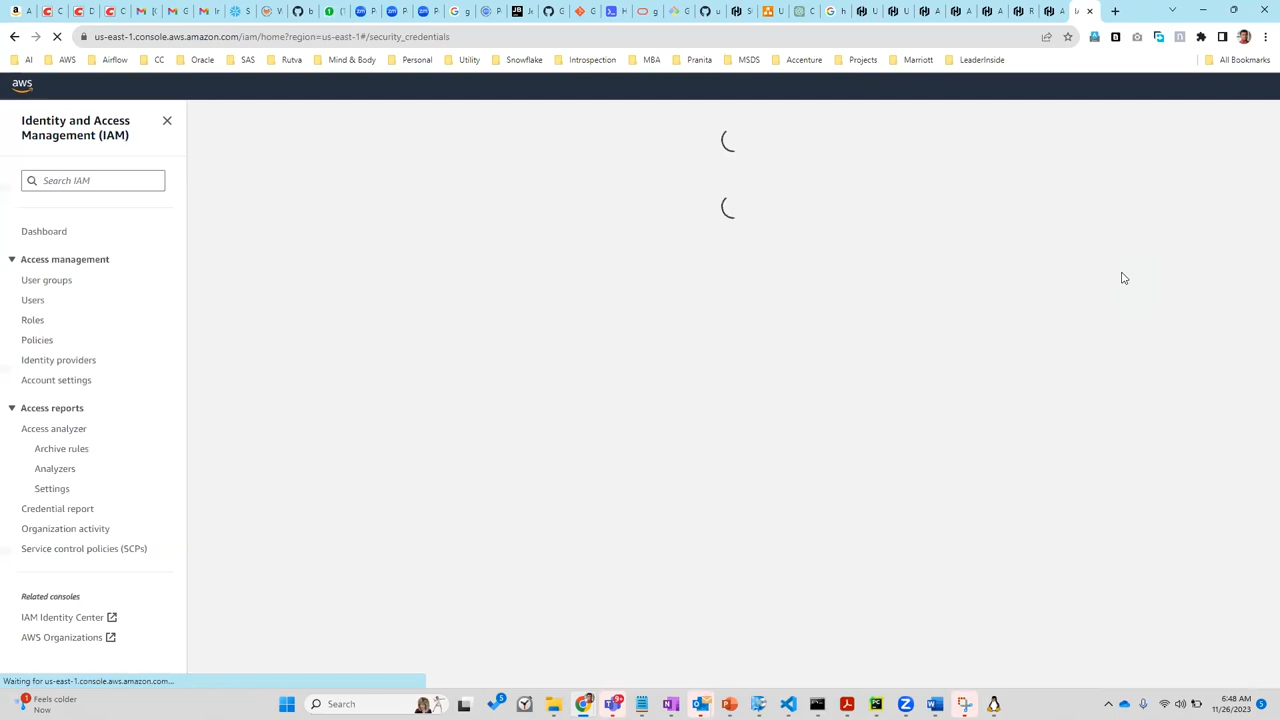 us-east-1.console.aws.amazon.com/iam/home?region=us-east-1#/security_credentials
AI AWS Airflow CC Oracle SAS Rutva Mind & Body Personal Utility Snowflake Introspection MBA Pranita MSDS Accenture Projects Marriott LeaderInside All Bookmarks
aws
Identity and Access
Management (IAM)
Search IAM
Dashboard
Access management
User groups
Users
Roles
Policies
Identity providers
Account settings
Access reports
Access analyzer
Archive rules
Analyzers
Settings
Credential report
Organization activity
Service control policies (SCPs)
Related consoles
IAM Identity Center
AWS Organizations
Waiting for us-east-1.console.aws.amazon.com...
Feels colder
Now
Search
6:48 AM
11/26/2023